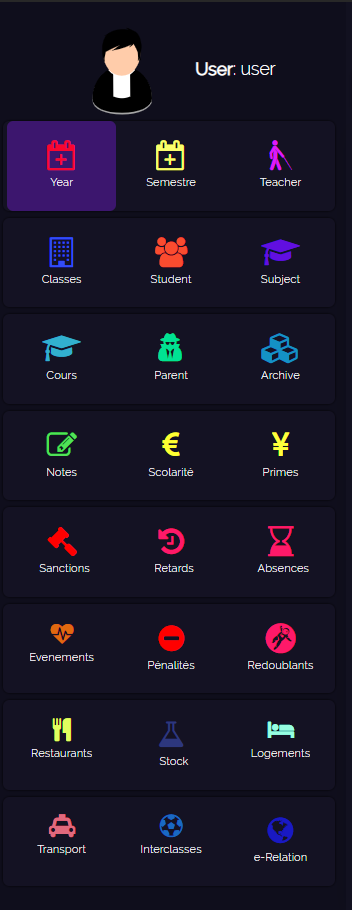 User: user
Year Semestre Teacher
Classes Student Subject
Cours Parent Archive
Notes Scolarité Primes
Sanctions Retards Absences
Evenements Pénalités Redoublants
Restaurants Stock Logements
Transport Interclasses e-Relation